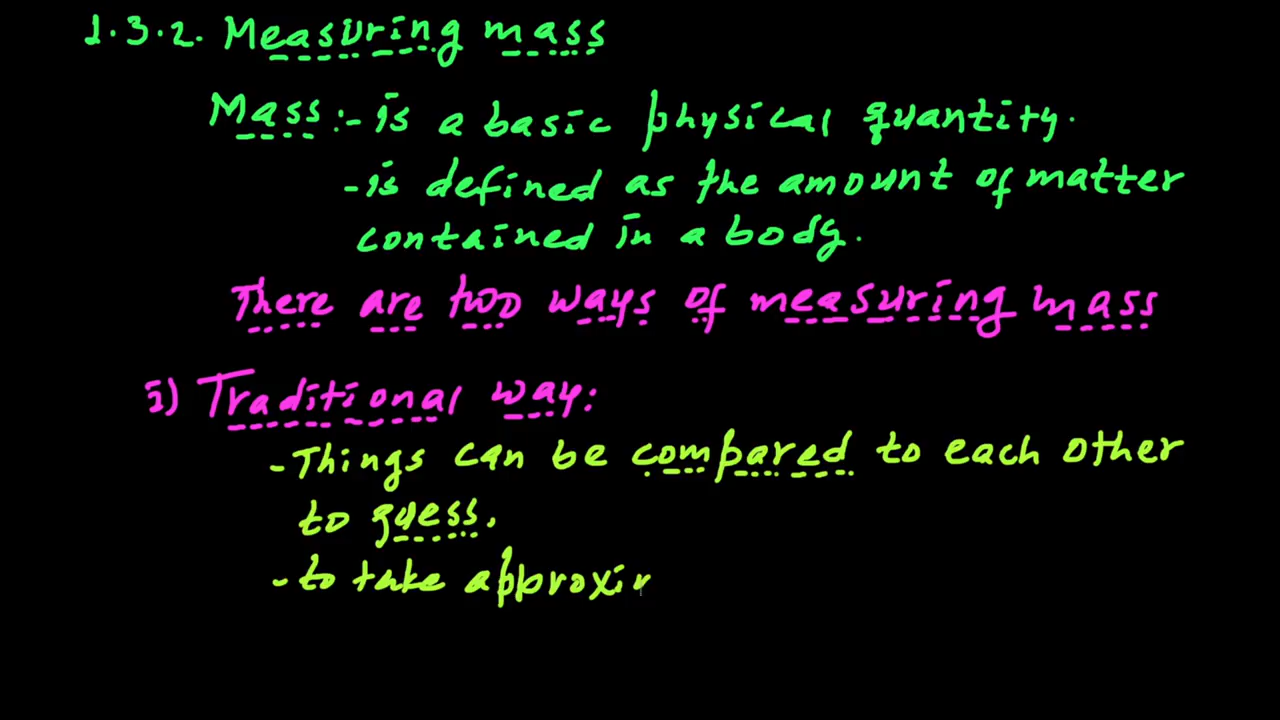 1.3.2. Measuring mass
Mass :- is a basic physical quantity.
- is defined as the amount of matter
contained in a body.
There are two ways of measuring mass
i) Traditional way:
- Things can be compared to each other
to guess.
- to take approxi